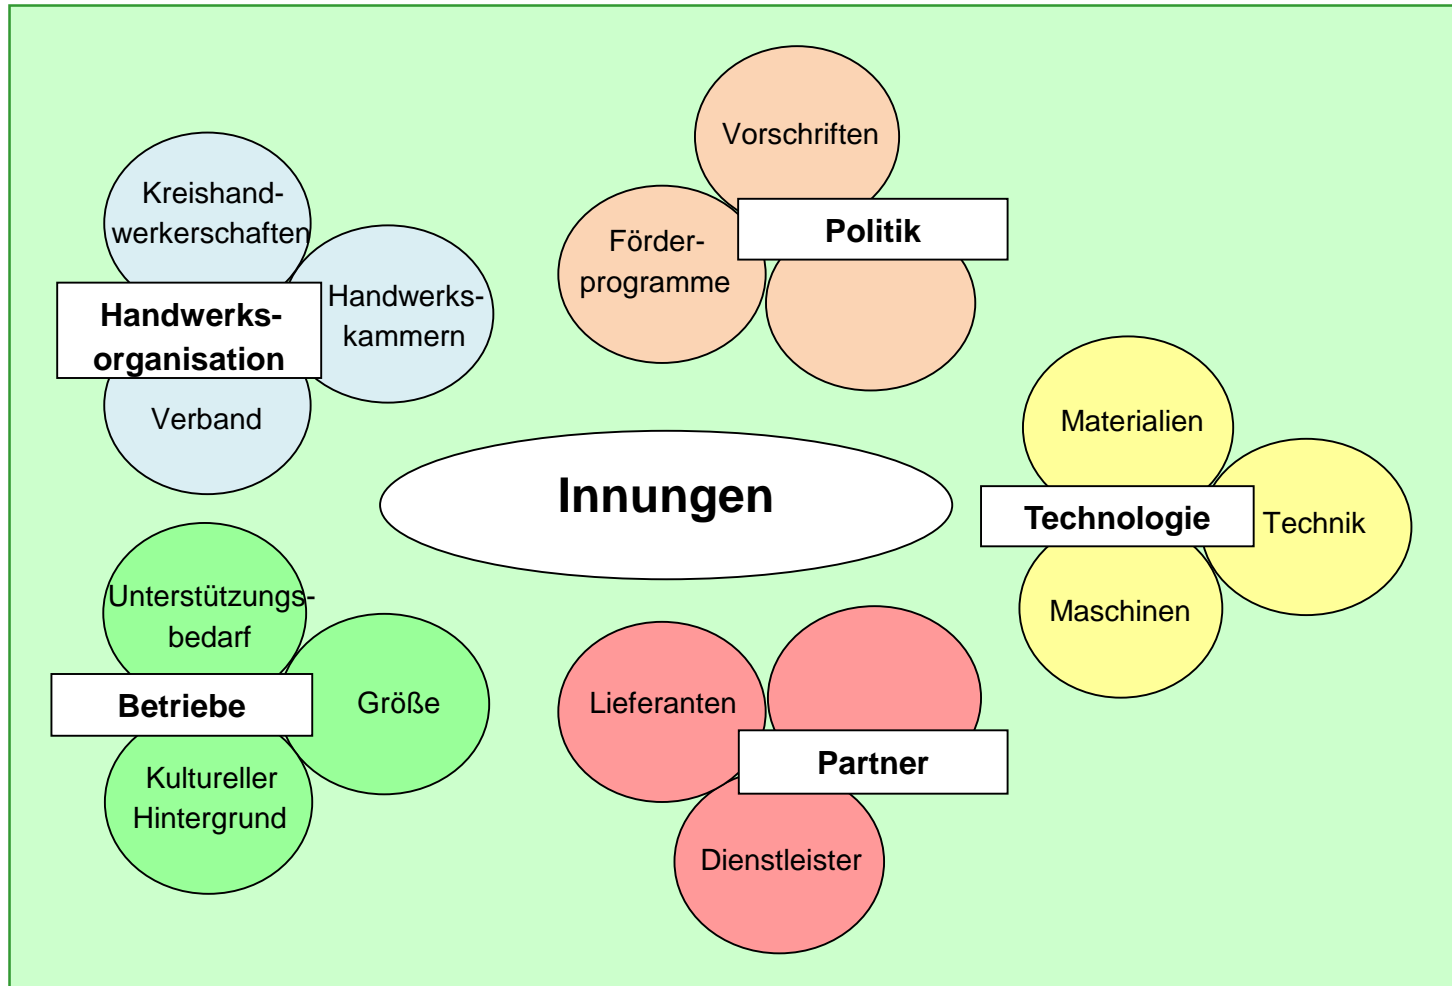 Vorschriften
Förder-
programme
Politik
Kreishand-
werkerschaften
Handwerks-
kammern
Handwerks-
organisation
Verband
Innungen
Materialien
Technologie
Technik
Maschinen
Unterstützungs-
bedarf
Betriebe
Größe
Kultureller
Hintergrund
Lieferanten
Partner
Dienstleister